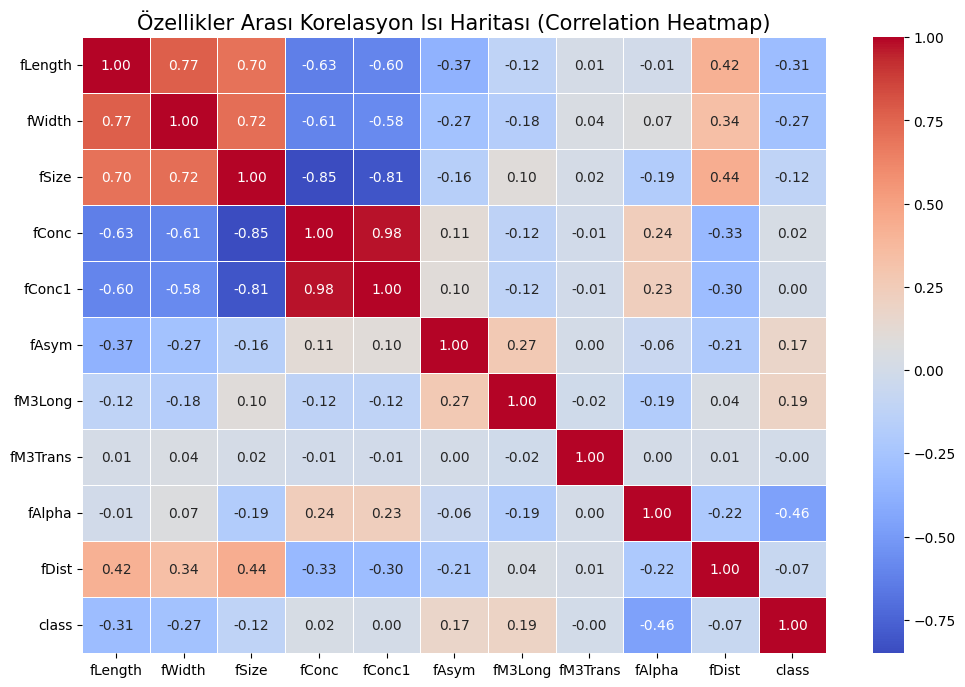 Özellikler Arası Korelasyon Isı Haritası (Correlation Heatmap)
fLength 1.00 0.77 0.70 -0.63 -0.60 -0.37 -0.12 0.01 -0.01 0.42 -0.31
fWidth 0.77 1.00 0.72 -0.61 -0.58 -0.27 -0.18 0.04 0.07 0.34 -0.27
fSize 0.70 0.72 1.00 -0.85 -0.81 -0.16 0.10 0.02 -0.19 0.44 -0.12
fConc -0.63 -0.61 -0.85 1.00 0.98 0.11 -0.12 -0.01 0.24 -0.33 0.02
fConc1 -0.60 -0.58 -0.81 0.98 1.00 0.10 -0.12 -0.01 0.23 -0.30 0.00
fAsym -0.37 -0.27 -0.16 0.11 0.10 1.00 0.27 0.00 -0.06 -0.21 0.17
fM3Long -0.12 -0.18 0.10 -0.12 -0.12 0.27 1.00 -0.02 -0.19 0.04 0.19
fM3Trans 0.01 0.04 0.02 -0.01 -0.01 0.00 -0.02 1.00 0.00 0.01 -0.00
fAlpha -0.01 0.07 -0.19 0.24 0.23 -0.06 -0.19 0.00 1.00 -0.22 -0.46
fDist 0.42 0.34 0.44 -0.33 -0.30 -0.21 0.04 0.01 -0.22 1.00 -0.07
class -0.31 -0.27 -0.12 0.02 0.00 0.17 0.19 -0.00 -0.46 -0.07 1.00
fLength fWidth fSize fConc fConc1 fAsym fM3Long fM3Trans fAlpha fDist class
1.00
0.75
0.50
0.25
0.00
−0.25
−0.50
−0.75